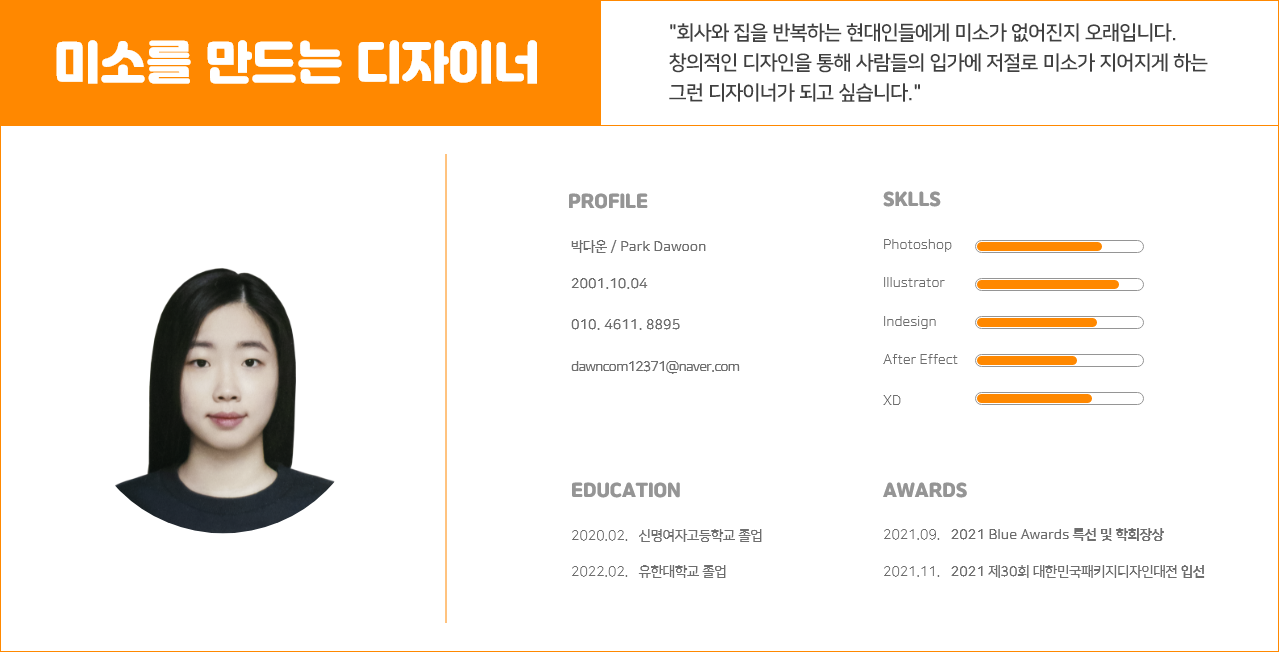 미소를 만드는 디자이너
"회사와 집을 반복하는 현대인들에게 미소가 없어진지 오래입니다.
창의적인 디자인을 통해 사람들의 입가에 저절로 미소가 지어지게 하는
그런 디자이너가 되고 싶습니다."
PROFILE
박다운 / Park Dawoon
2001.10.04
010. 4611. 8895
dawncom12371@naver.com
SKLLS
Photoshop
Illustrator
Indesign
After Effect
XD
EDUCATION
2020.02. 신명여자고등학교 졸업
2022.02. 유한대학교 졸업
AWARDS
2021.09. 2021 Blue Awards 특선 및 학회장상
2021.11. 2021 제30회 대한민국패키지디자인대전 입선